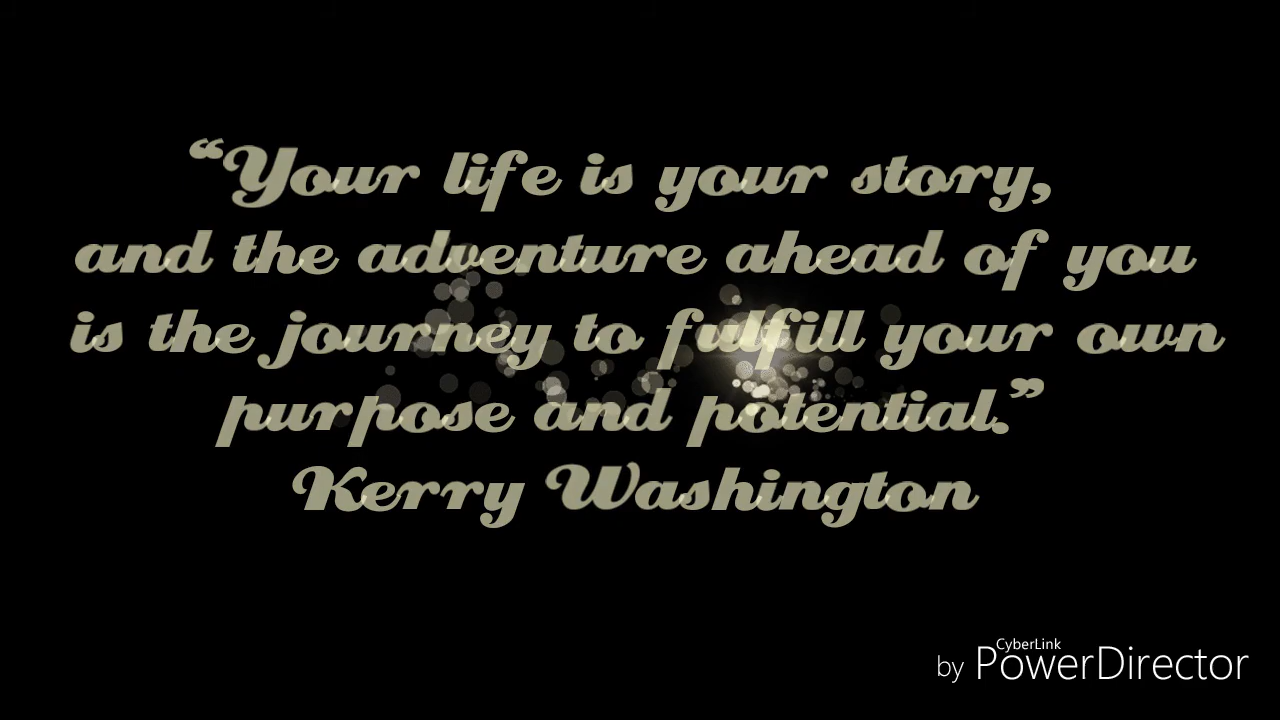 “Your life is your story,
and the adventure ahead of you
is the journey to fulfill your own
purpose and potential.”
Kerry Washington
CyberLink
by PowerDirector